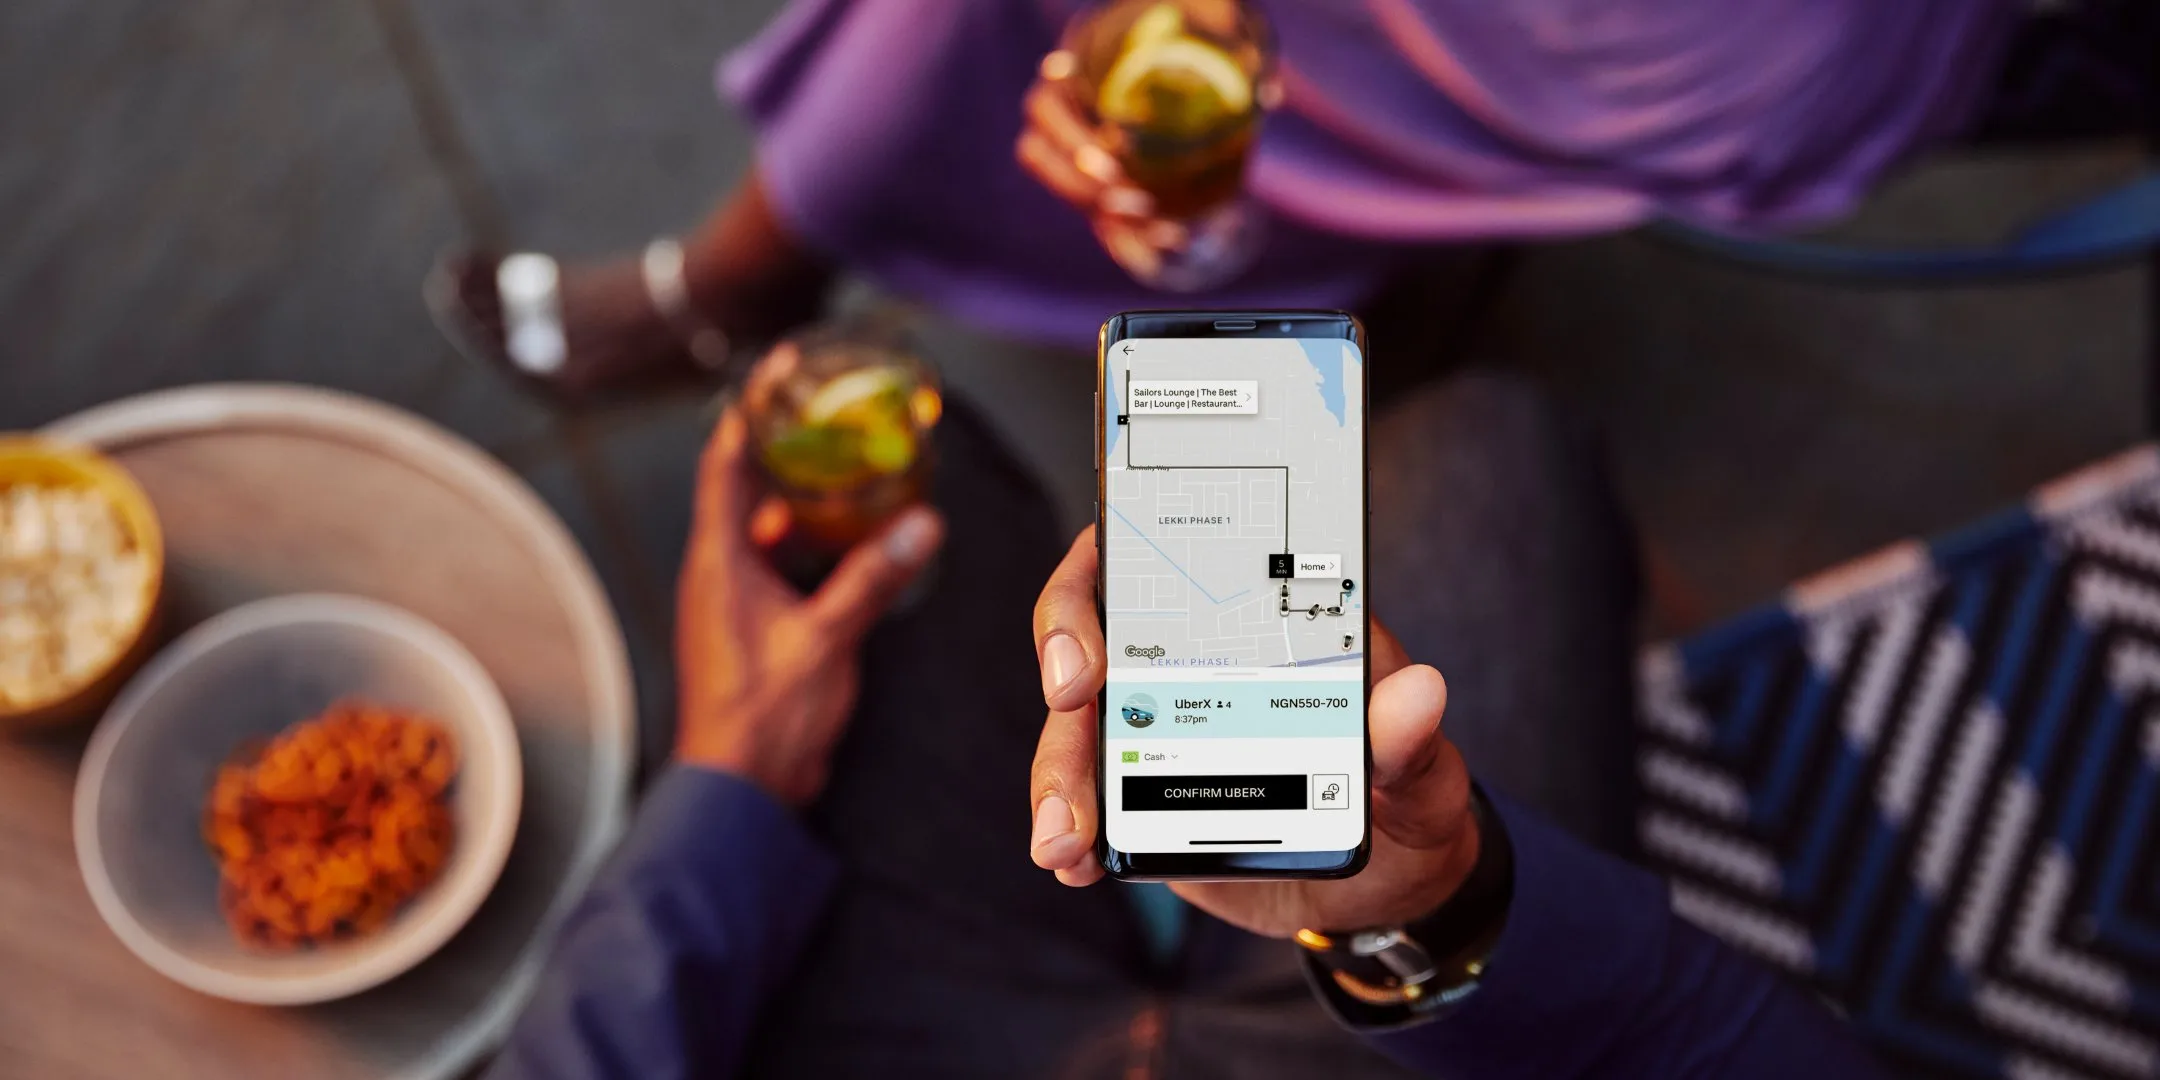 Sailors Lounge | The Best
Bar | Lounge | Restaurant...
Admiralty Way
LEKKI PHASE 1
5
MIN
Home
Google
LEKKI PHASE I
UberX 4
NGN550-700
8:37pm
Cash
CONFIRM UBERX